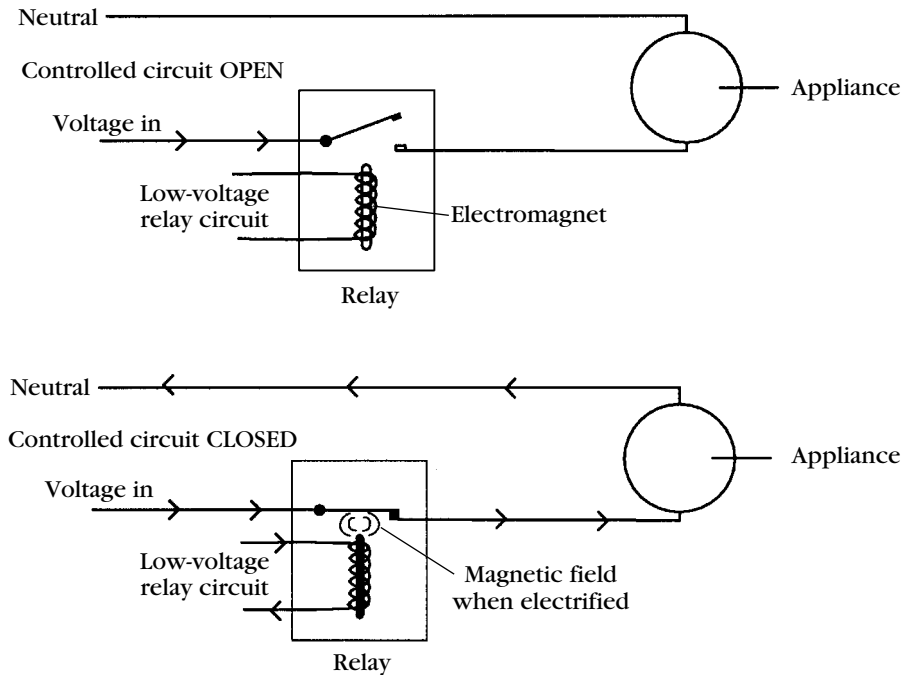 Neutral
Controlled circuit OPEN
Appliance
Voltage in
Low-voltage
relay circuit
Electromagnet
Relay
Neutral
Controlled circuit CLOSED
Appliance
Voltage in
Low-voltage
relay circuit
Magnetic field
when electrified
Relay